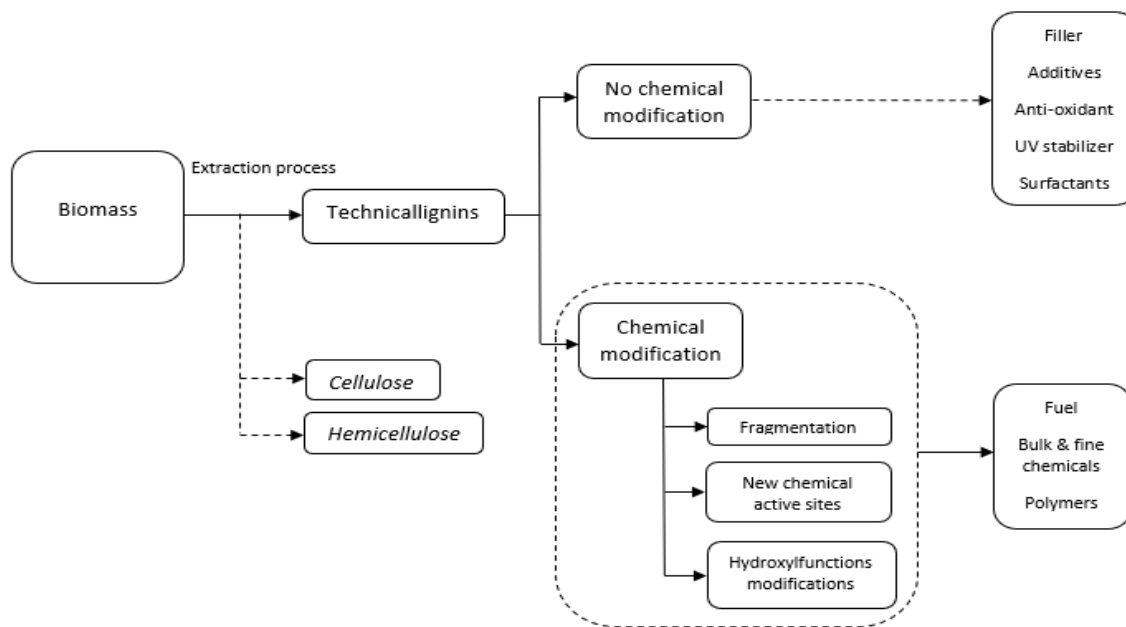 Biomass
Extraction process
Technicallignins
Cellulose
Hemicellulose
No chemical
modification
Filler
Additives
Anti-oxidant
UV stabilizer
Surfactants
Chemical
modification
Fragmentation
New chemical
active sites
Hydroxylfunctions
modifications
Fuel
Bulk & fine
chemicals
Polymers